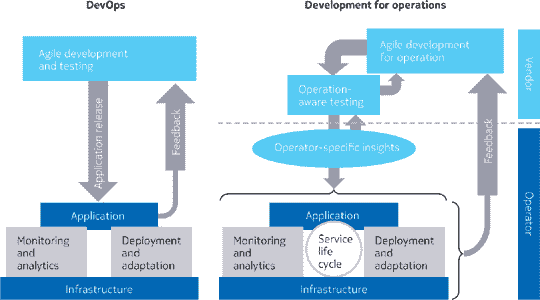 DevOps
Agile development
and testing
Application release
Feedback
Application
Monitoring
and
analytics
Deployment
and
adaptation
Infrastructure
Development for operations
Agile development
for operation
Operation-
aware testing
Operator-specific insights
Feedback
Application
Monitoring
and
analytics
Service
life
cycle
Deployment
and
adaptation
Infrastructure
Vendor
Operator